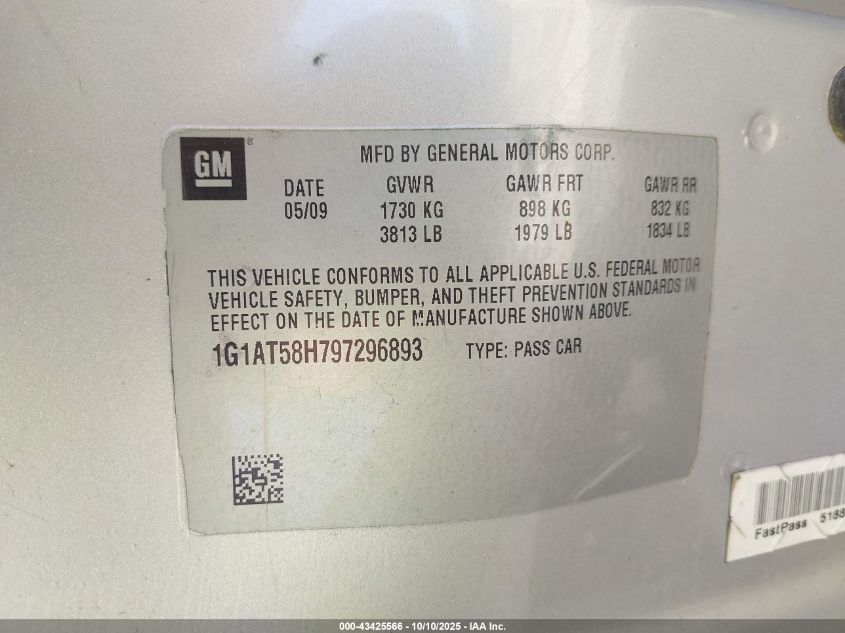 GM
MFD BY GENERAL MOTORS CORP.
DATE GVWR GAWR FRT GAWR RR
05/09 1730 KG 898 KG 832 KG
3813 LB 1979 LB 1834 LB
THIS VEHICLE CONFORMS TO ALL APPLICABLE U.S. FEDERAL MOTOR
VEHICLE SAFETY, BUMPER, AND THEFT PREVENTION STANDARDS IN
EFFECT ON THE DATE OF MANUFACTURE SHOWN ABOVE.
1G1AT58H797296893 TYPE: PASS CAR
FastPass 5188
000-43425566 - 10/10/2025 - IAA Inc.